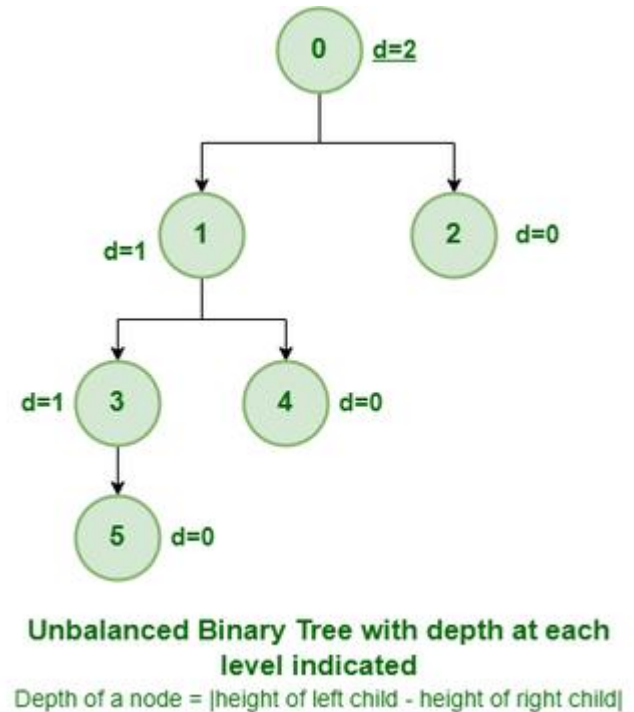 0 d=2
1 2 d=0
d=1
d=1 3 4 d=0
5 d=0
Unbalanced Binary Tree with depth at each
level indicated
Depth of a node = |height of left child - height of right child|